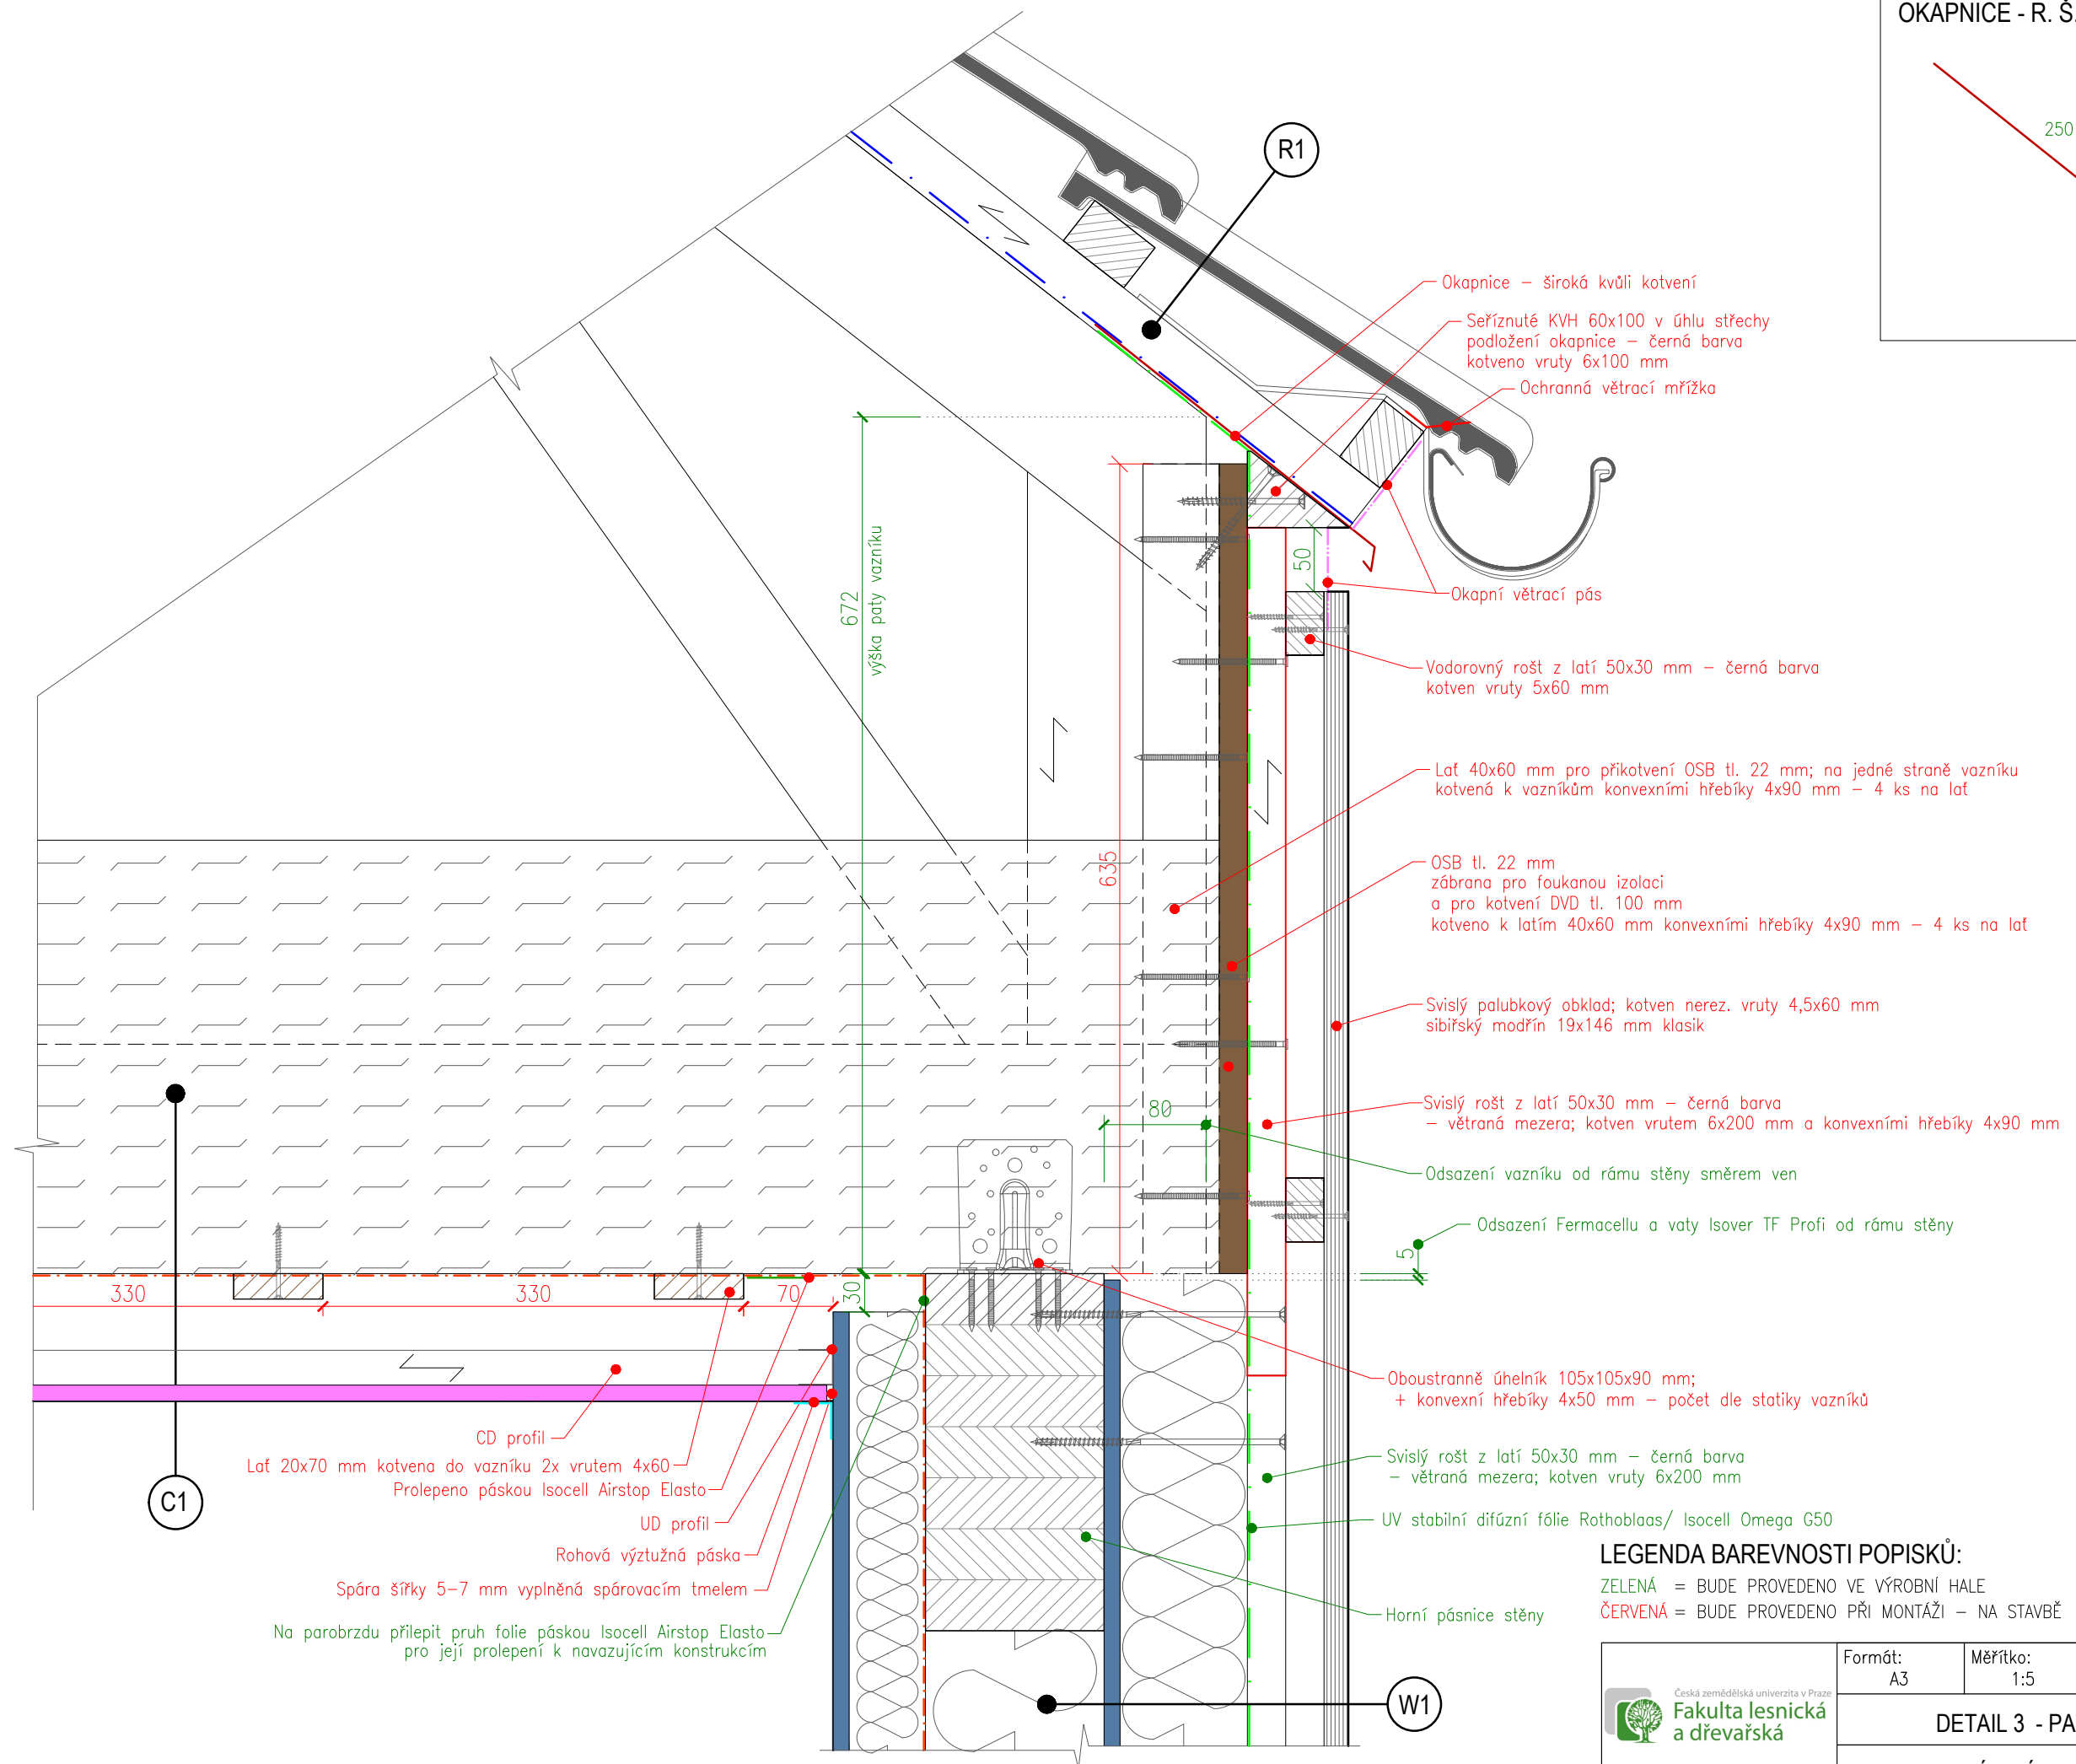 OKAPNICE - R. Š.
250
R1
Okapnice – široká kvůli kotvení
Seříznuté KVH 60x100 v úhlu střechy
podložení okapnice – černá barva
kotveno vruty 6x100 mm
Ochranná větrací mřížka
50
Okapní větrací pás
672
výška paty vazníku
Vodorovný rošt z latí 50x30 mm – černá barva
kotven vruty 5x60 mm
Lať 40x60 mm pro přikotvení OSB tl. 22 mm; na jedné straně vazníku
kotvená k vazníkům konvexními hřebíky 4x90 mm – 4 ks na lať
635
OSB tl. 22 mm
zábrana pro foukanou izolaci
a pro kotvení DVD tl. 100 mm
kotveno k latím 40x60 mm konvexními hřebíky 4x90 mm – 4 ks na lať
Svislý palubkový obklad; kotven nerez. vruty 4,5x60 mm
sibiřský modřín 19x146 mm klasik
80
Svislý rošt z latí 50x30 mm – černá barva
– větraná mezera; kotven vrutem 6x200 mm a konvexními hřebíky 4x90 mm
Odsazení vazníku od rámu stěny směrem ven
Odsazení Fermacellu a vaty Isover TF Profi od rámu stěny
5
330
330
70
30
Oboustranně úhelník 105x105x90 mm;
+ konvexní hřebíky 4x50 mm – počet dle statiky vazníků
CD profil
Lať 20x70 mm kotvena do vazníku 2x vrutem 4x60
Prolepeno páskou Isocell Airstop Elasto
C1
UD profil
Rohová výztužná páska
Spára šířky 5-7 mm vyplněná spárovacím tmelem
Na parobrzdu přilepit pruh folie páskou Isocell Airstop Elasto
pro její prolepení k navazujícím konstrukcím
Svislý rošt z latí 50x30 mm – černá barva
– větraná mezera; kotven vruty 6x200 mm
UV stabilní difúzní fólie Rothoblaas/ Isocell Omega G50
Horní pásnice stěny
W1
LEGENDA BAREVNOSTI POPISKŮ:
ZELENÁ = BUDE PROVEDENO VE VÝROBNÍ HALE
ČERVENÁ = BUDE PROVEDENO PŘI MONTÁŽI – NA STAVBĚ
Česká zemědělská univerzita v Praze
Fakulta lesnická
a dřevařská
Formát:
A3
Měřítko:
1:5
DETAIL 3 - PA